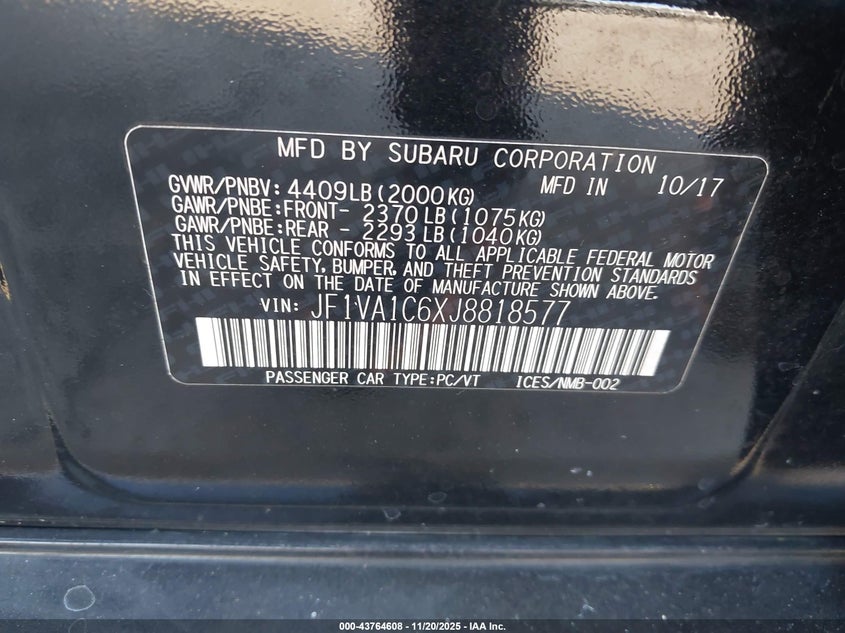 MFD BY SUBARU CORPORATION
GVWR/PNBV: 4409LB(2000KG) MFD IN 10/17
GAWR/PNBE:FRONT- 2370LB(1075KG)
GAWR/PNBE:REAR - 2293LB(1040KG)
THIS VEHICLE CONFORMS TO ALL APPLICABLE FEDERAL MOTOR
VEHICLE SAFETY, BUMPER, AND THEFT PREVENTION STANDARDS
IN EFFECT ON THE DATE OF MANUFACTURE SHOWN ABOVE.
VIN: JF1VA1C6XJ8818577
PASSENGER CAR TYPE:PC/VT ICES/NMB-002
000-43764608 - 11/20/2025 - IAA Inc.